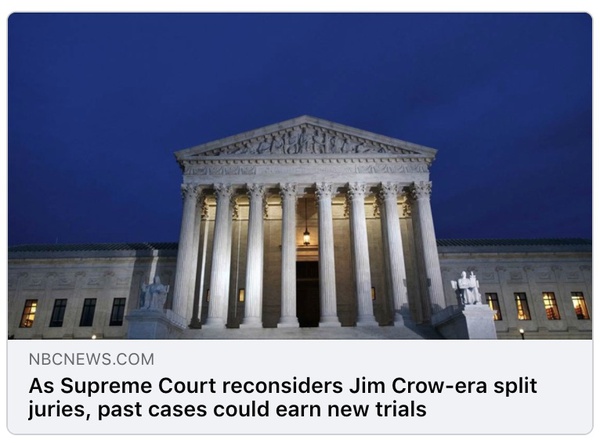 NBCNEWS.COM
As Supreme Court reconsiders Jim Crow-era split
juries, past cases could earn new trials